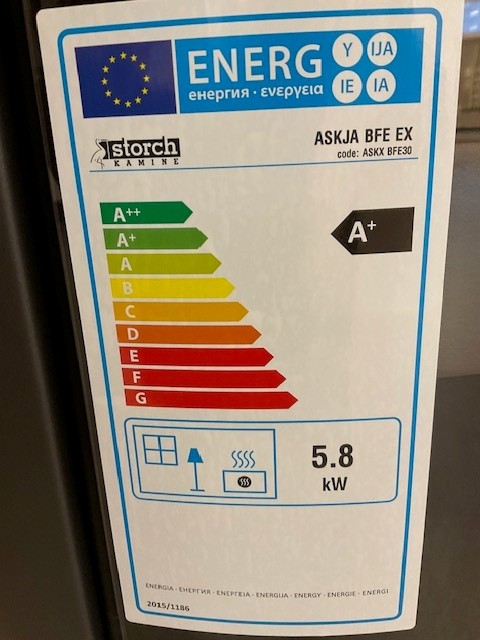 ENERG
енергия · ενεργεια
Y
IJA
IE
IA
storch
KAMINE
ASKJA BFE EX
code: ASKX BFE30
A++
A+
A
B
C
D
E
F
G
A+
5.8
kW
ENERGIA · ЕНЕРГИЯ · ΕΝΕΡΓΕΙΑ · ENERGIJA · ENERGY · ENERGIE · ENERGI
2015/1186